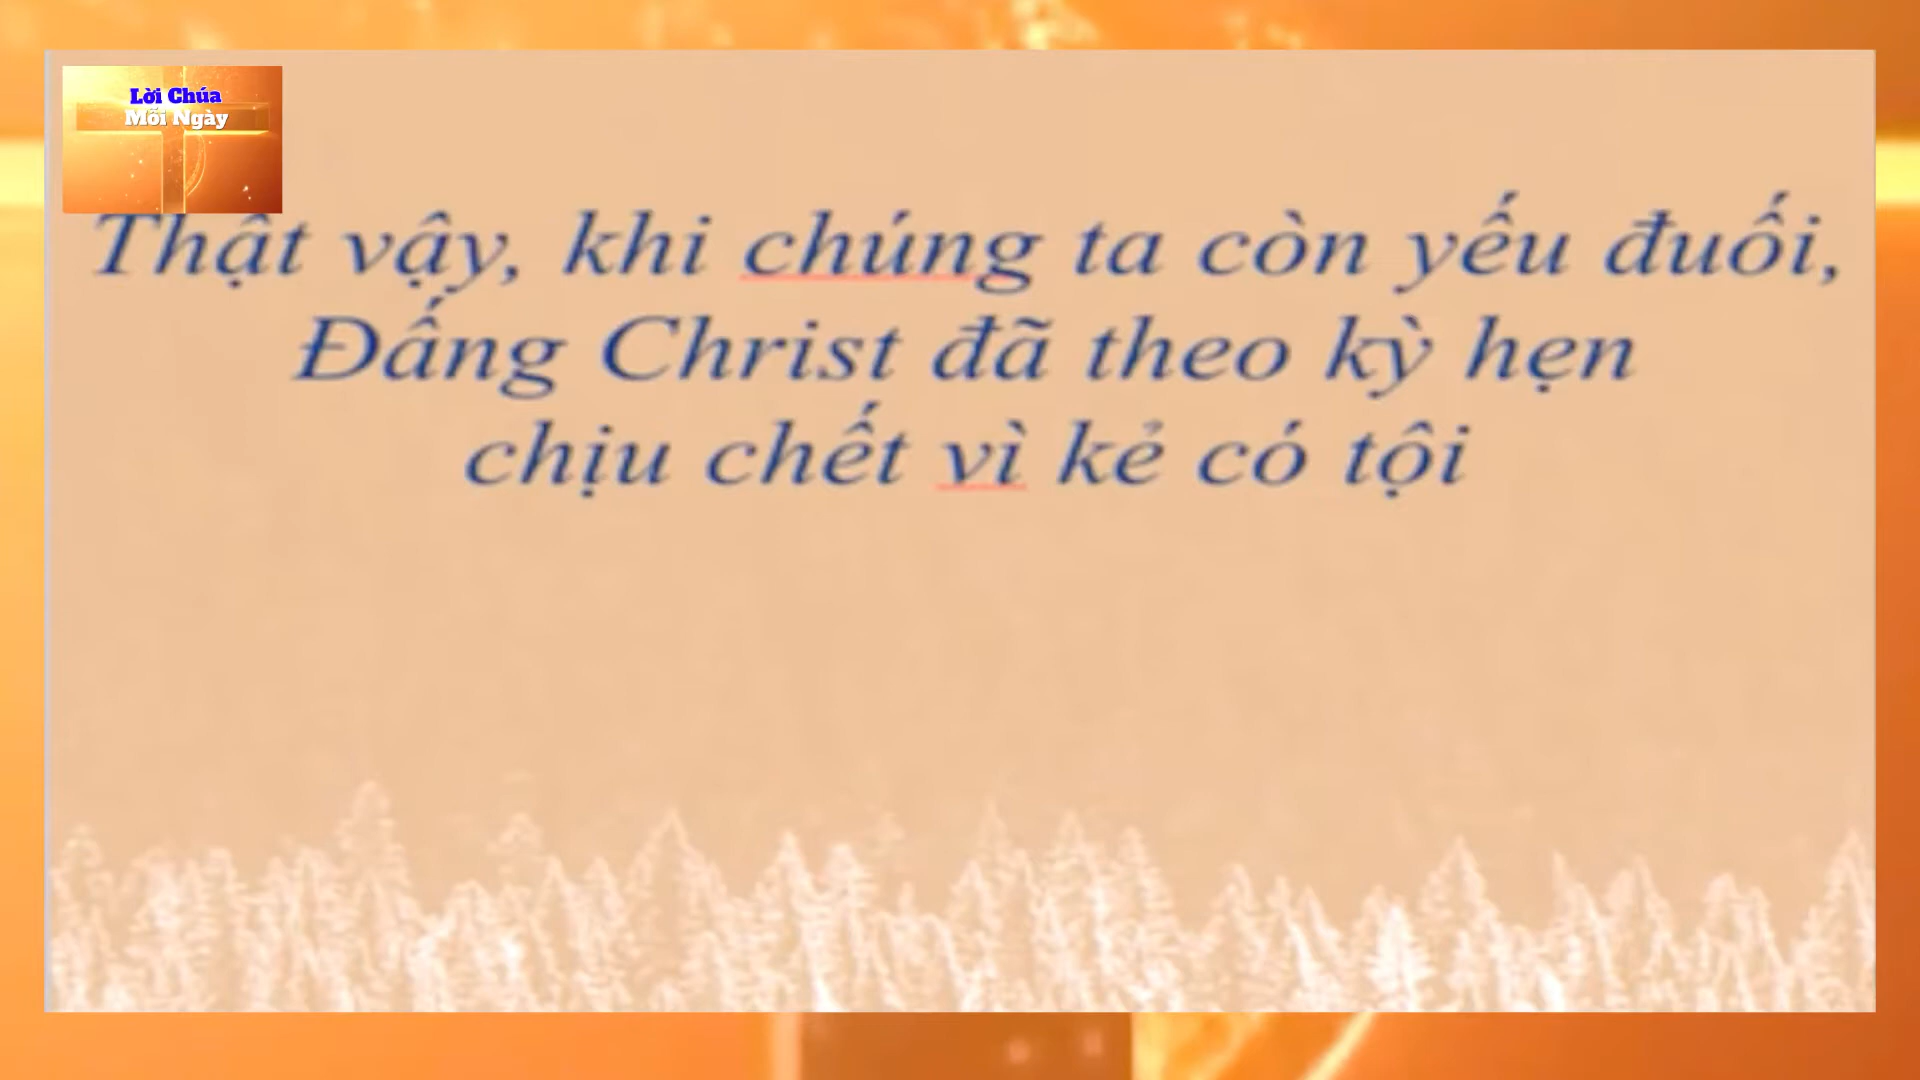 Lời Chúa
Mỗi Ngày
Thật vậy, khi chúng ta còn yếu đuối,
Đấng Christ đã theo kỳ hẹn
chịu chết vì kẻ có tội